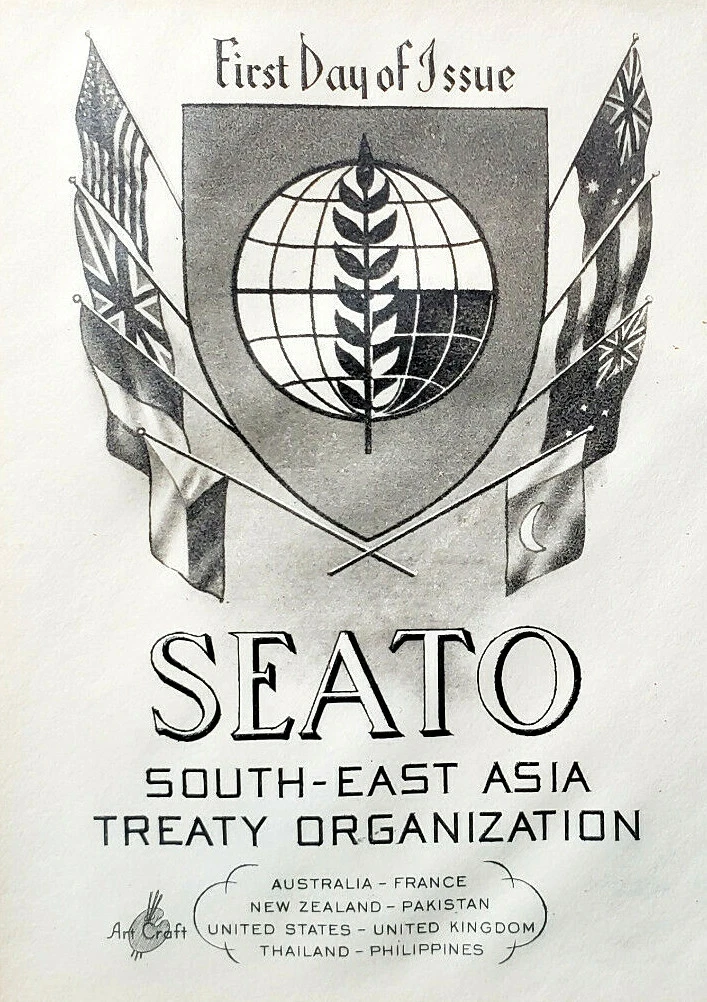 First Day of Issue
SEATO
SOUTH-EAST ASIA
TREATY ORGANIZATION
AUSTRALIA – FRANCE
NEW ZEALAND – PAKISTAN
UNITED STATES – UNITED KINGDOM
THAILAND – PHILIPPINES
Art Craft